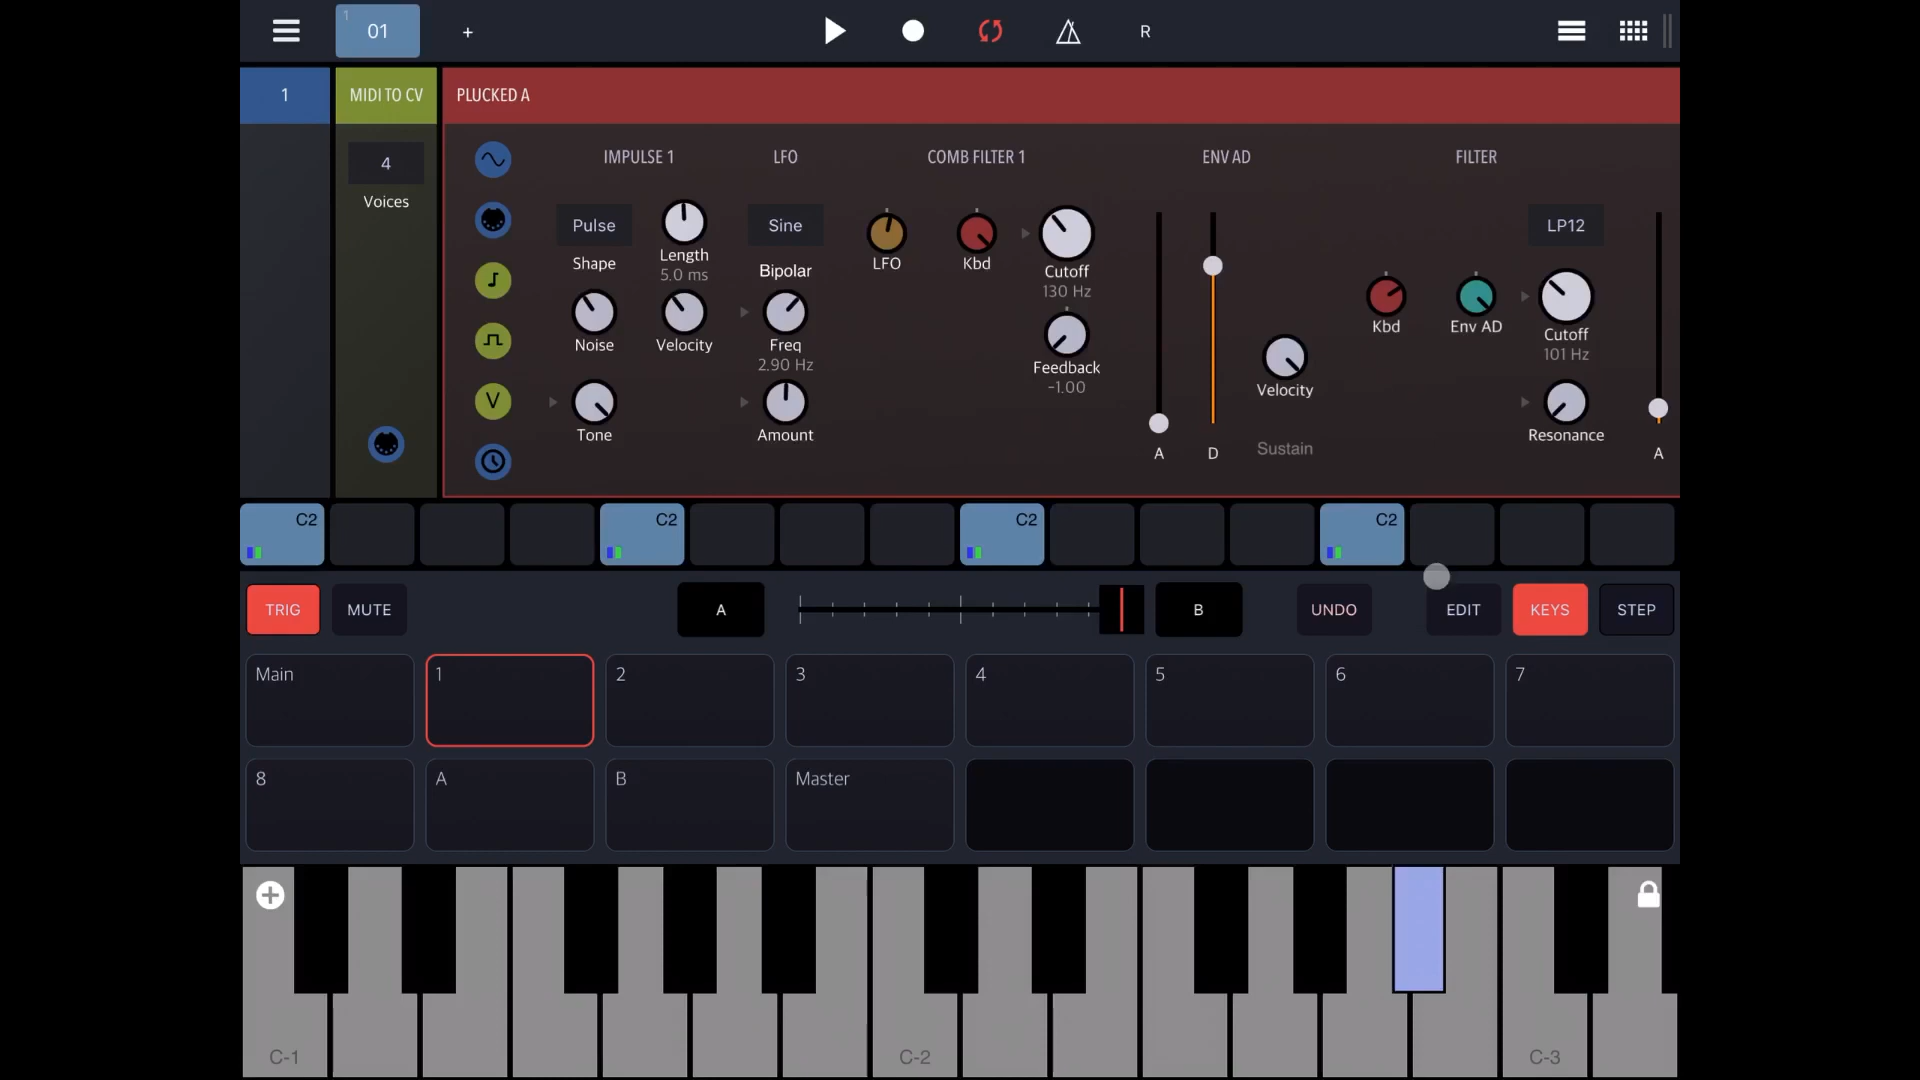 1
01
+
R
1
MIDI TO CV
PLUCKED A
4
Voices
V
IMPULSE 1
LFO
COMB FILTER 1
ENV AD
FILTER
Pulse
Shape
Length
5.0 ms
Sine
Bipolar
LFO
Kbd
Cutoff
130 Hz
LP12
Noise
Velocity
Freq
2.90 Hz
Feedback
-1.00
Velocity
Kbd
Env AD
Cutoff
101 Hz
Tone
Amount
A
D
Sustain
Resonance
A
C2
C2
C2
C2
TRIG
MUTE
A
B
UNDO
EDIT
KEYS
STEP
Main
1
2
3
4
5
6
7
8
A
B
Master
C-1
C-2
C-3